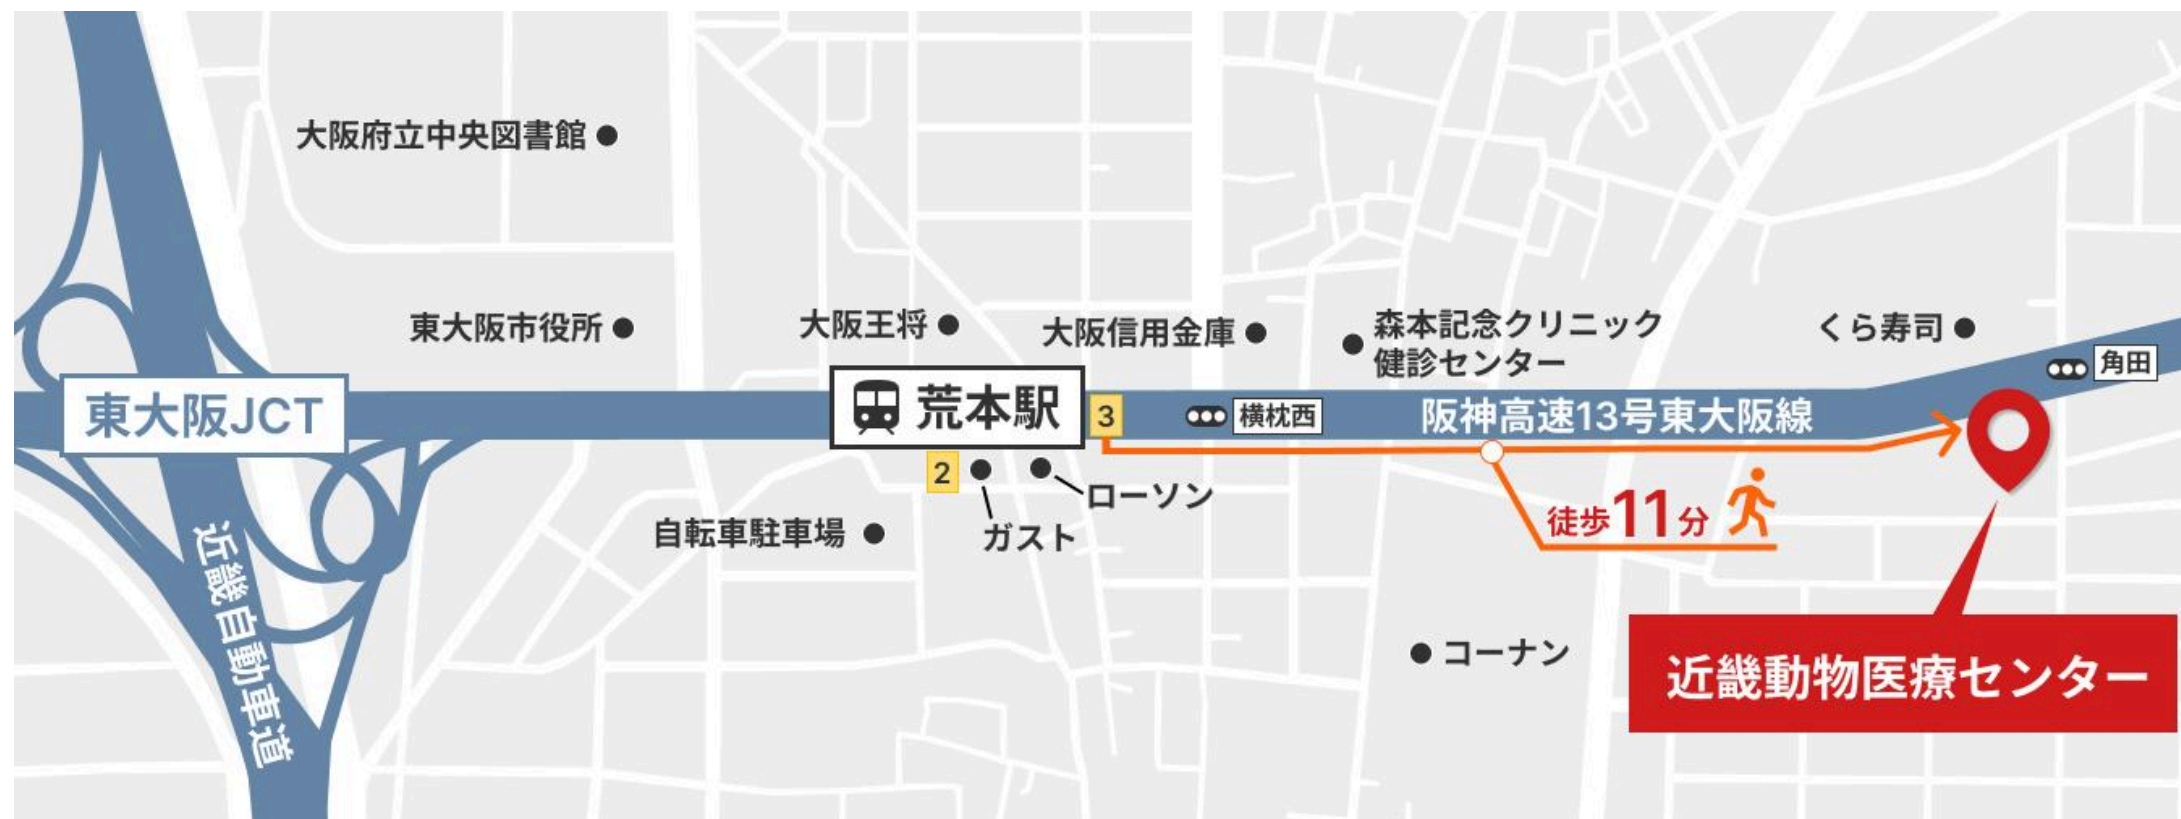 大阪府立中央図書館
東大阪市役所
大阪王将
大阪信用金庫
森本記念クリニック
健診センター
くら寿司
角田
東大阪JCT
荒本駅
3
横枕西
阪神高速13号東大阪線
2
ローソン
ガスト
自転車駐車場
徒歩11分
近畿自動車道
コーナン
近畿動物医療センター